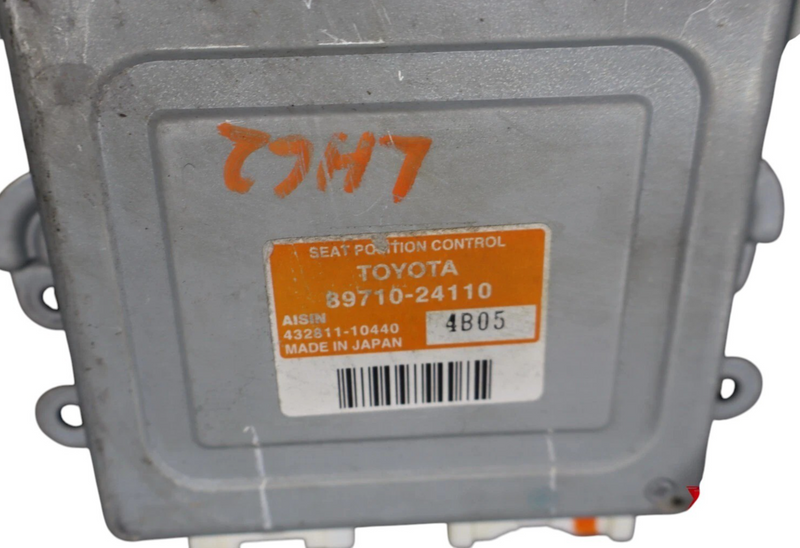 SEAT POSITION CONTROL
TOYOTA
89710-24110
AISIN
432811-10440
4B05
MADE IN JAPAN